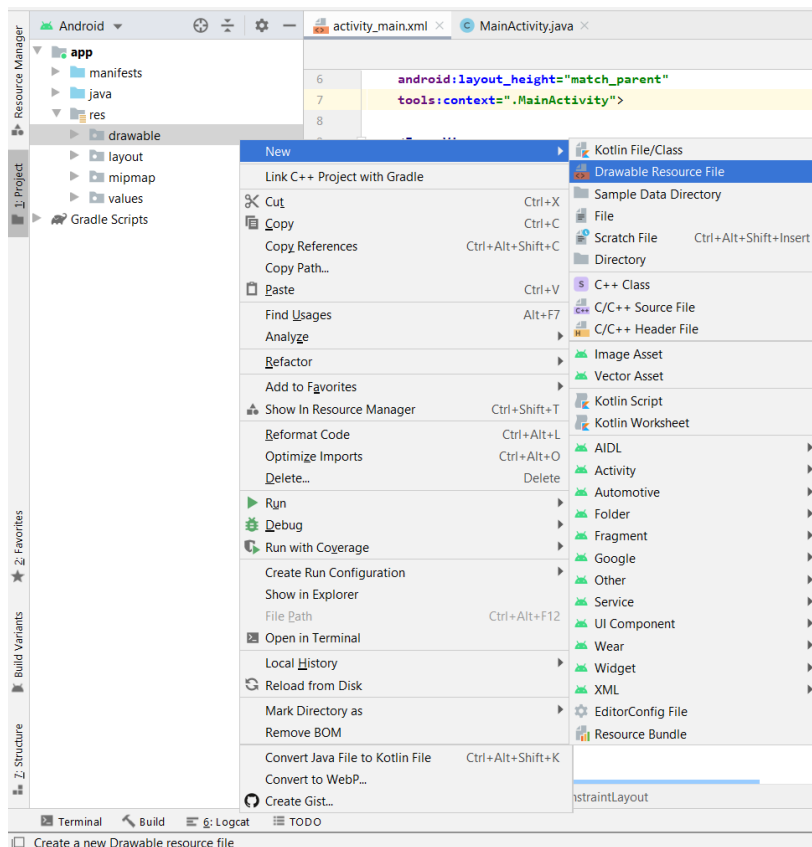 Android
activity_main.xml
MainActivity.java
Resource Manager
1: Project
2: Favorites
Build Variants
7: Structure
app
manifests
java
res
drawable
layout
mipmap
values
Gradle Scripts
6 android:layout_height="match_parent"
7 tools:context=".MainActivity">
8
New
Link C++ Project with Gradle
Cut Ctrl+X
Copy Ctrl+C
Copy References Ctrl+Alt+Shift+C
Copy Path...
Paste Ctrl+V
Find Usages Alt+F7
Analyze
Refactor
Add to Favorites
Show In Resource Manager Ctrl+Shift+T
Reformat Code Ctrl+Alt+L
Optimize Imports Ctrl+Alt+O
Delete... Delete
Run
Debug
Run with Coverage
Create Run Configuration
Show in Explorer
File Path Ctrl+Alt+F12
Open in Terminal
Local History
Reload from Disk
Mark Directory as
Remove BOM
Convert Java File to Kotlin File Ctrl+Alt+Shift+K
Convert to WebP...
Create Gist...
Kotlin File/Class
Drawable Resource File
Sample Data Directory
File
Scratch File Ctrl+Alt+Shift+Insert
Directory
S C++ Class
C++ C/C++ Source File
H C/C++ Header File
Image Asset
Vector Asset
Kotlin Script
Kotlin Worksheet
AIDL
Activity
Automotive
Folder
Fragment
Google
Other
Service
UI Component
Wear
Widget
XML
EditorConfig File
Resource Bundle
nstraintLayout
Terminal Build 6: Logcat TODO
Create a new Drawable resource file